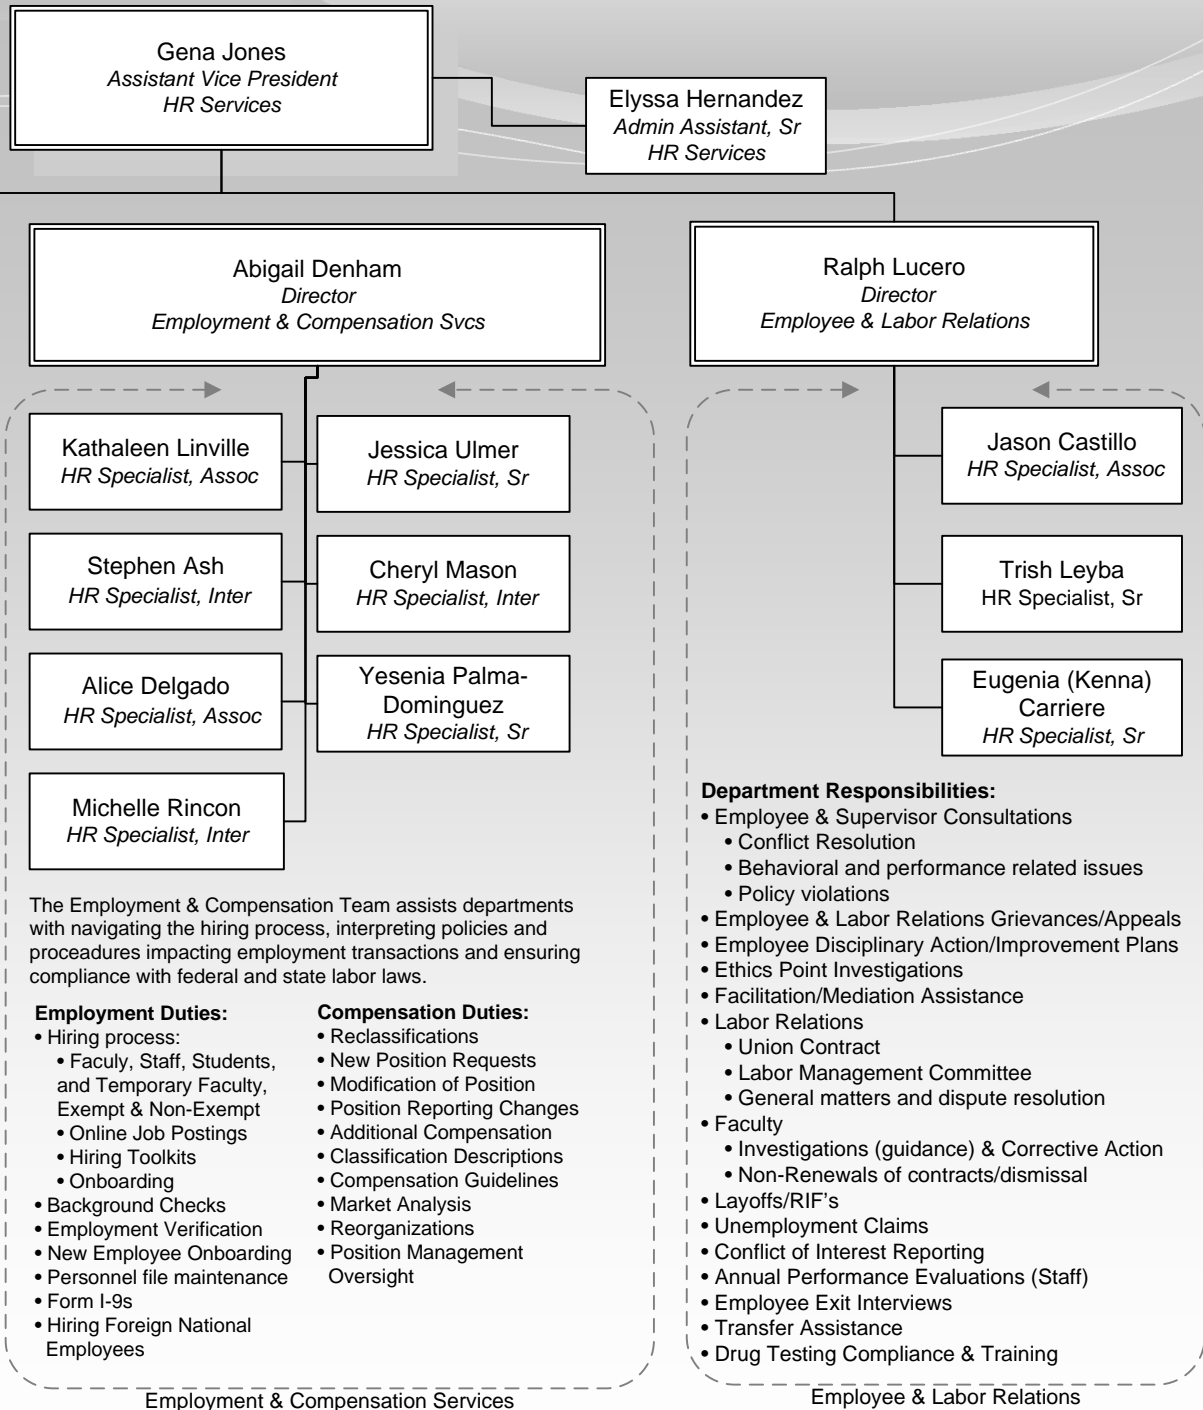 Gena Jones
Assistant Vice President
HR Services
Elyssa Hernandez
Admin Assistant, Sr
HR Services
Abigail Denham
Director
Employment & Compensation Svcs
Ralph Lucero
Director
Employee & Labor Relations
Kathaleen Linville
HR Specialist, Assoc
Jessica Ulmer
HR Specialist, Sr
Stephen Ash
HR Specialist, Inter
Cheryl Mason
HR Specialist, Inter
Alice Delgado
HR Specialist, Assoc
Yesenia Palma-
Dominguez
HR Specialist, Sr
Michelle Rincon
HR Specialist, Inter
The Employment & Compensation Team assists departments
with navigating the hiring process, interpreting policies and
proceadures impacting employment transactions and ensuring
compliance with federal and state labor laws.
Employment Duties:
• Hiring process:
• Faculy, Staff, Students,
and Temporary Faculty,
Exempt & Non-Exempt
• Online Job Postings
• Hiring Toolkits
• Onboarding
• Background Checks
• Employment Verification
• New Employee Onboarding
• Personnel file maintenance
• Form I-9s
• Hiring Foreign National
Employees
Compensation Duties:
• Reclassifications
• New Position Requests
• Modification of Position
• Position Reporting Changes
• Additional Compensation
• Classification Descriptions
• Compensation Guidelines
• Market Analysis
• Reorganizations
• Position Management
Oversight
Employment & Compensation Services
Jason Castillo
HR Specialist, Assoc
Trish Leyba
HR Specialist, Sr
Eugenia (Kenna)
Carriere
HR Specialist, Sr
Department Responsibilities:
• Employee & Supervisor Consultations
• Conflict Resolution
• Behavioral and performance related issues
• Policy violations
• Employee & Labor Relations Grievances/Appeals
• Employee Disciplinary Action/Improvement Plans
• Ethics Point Investigations
• Facilitation/Mediation Assistance
• Labor Relations
• Union Contract
• Labor Management Committee
• General matters and dispute resolution
• Faculty
• Investigations (guidance) & Corrective Action
• Non-Renewals of contracts/dismissal
• Layoffs/RIF’s
• Unemployment Claims
• Conflict of Interest Reporting
• Annual Performance Evaluations (Staff)
• Employee Exit Interviews
• Transfer Assistance
• Drug Testing Compliance & Training
Employee & Labor Relations